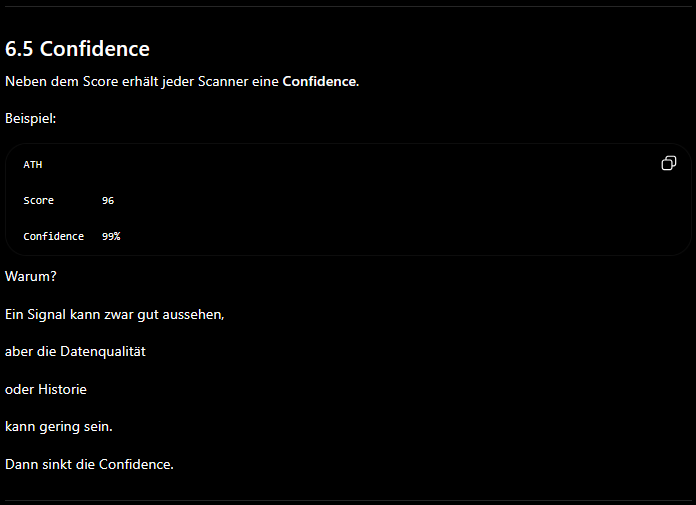 6.5 Confidence
Neben dem Score erhält jeder Scanner eine Confidence.
Beispiel:
ATH
Score 96
Confidence 99%
Warum?
Ein Signal kann zwar gut aussehen,
aber die Datenqualität
oder Historie
kann gering sein.
Dann sinkt die Confidence.